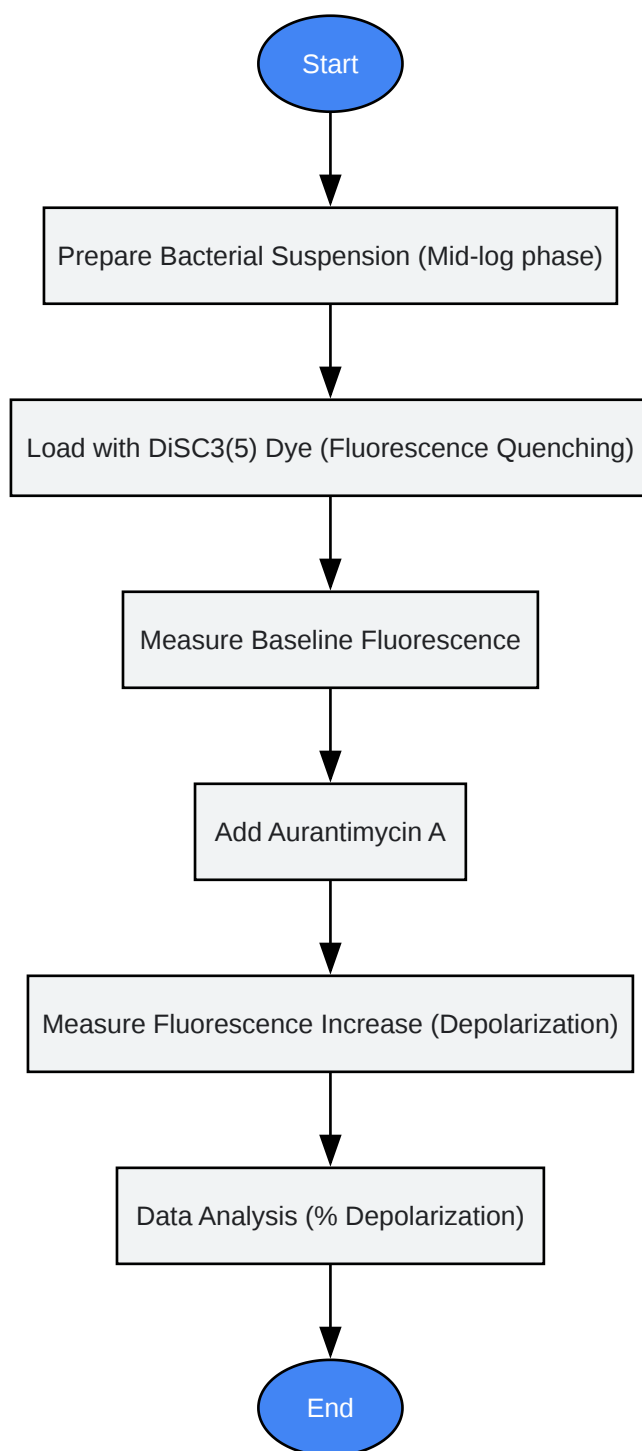 Start
Prepare Bacterial Suspension (Mid-log phase)
Load with DiSC3(5) Dye (Fluorescence Quenching)
Measure Baseline Fluorescence
Add Aurantimycin A
Measure Fluorescence Increase (Depolarization)
Data Analysis (% Depolarization)
End